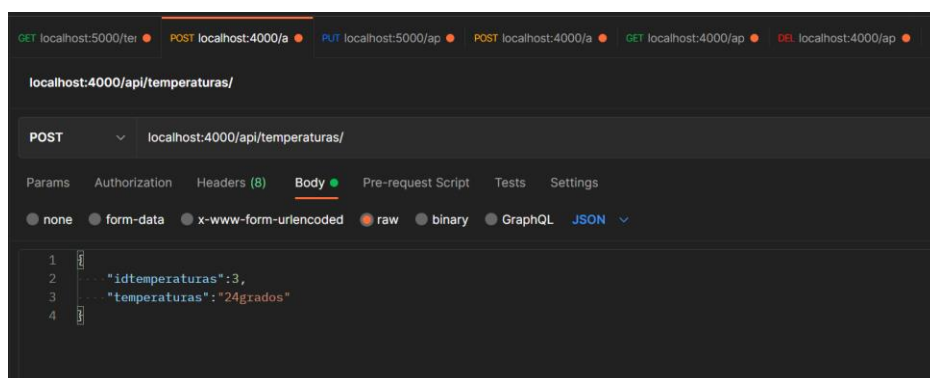 GET localhost:5000/ter POST localhost:4000/a PUT localhost:5000/ap POST localhost:4000/a GET localhost:4000/ap DEL localhost:4000/ap
localhost:4000/api/temperaturas/
POST localhost:4000/api/temperaturas/
Params Authorization Headers (8) Body Pre-request Script Tests Settings
none form-data x-www-form-urlencoded raw binary GraphQL JSON
1 {
2 "idtemperaturas":3,
3 "temperaturas":"24grados"
4 }